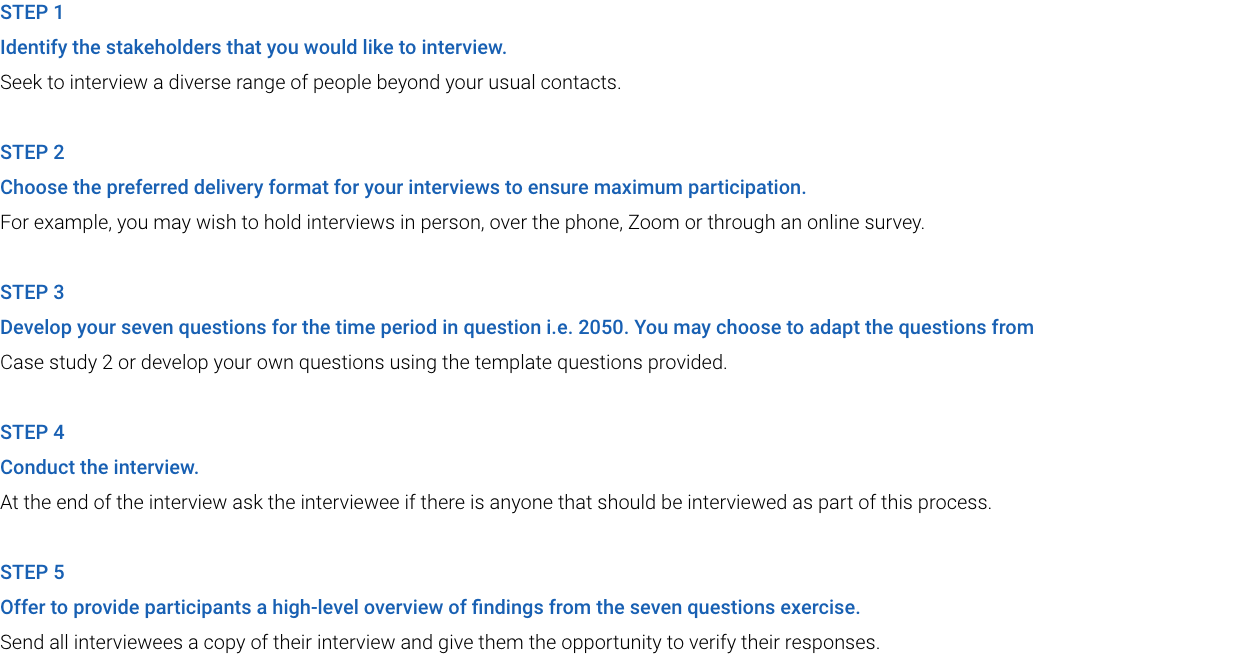 STEP 1
Identify the stakeholders that you would like to interview.
Seek to interview a diverse range of people beyond your usual contacts.
STEP 2
Choose the preferred delivery format for your interviews to ensure maximum participation.
For example, you may wish to hold interviews in person, over the phone, Zoom or through an online survey.
STEP 3
Develop your seven questions for the time period in question i.e. 2050. You may choose to adapt the questions from
Case study 2 or develop your own questions using the template questions provided.
STEP 4
Conduct the interview.
At the end of the interview ask the interviewee if there is anyone that should be interviewed as part of this process.
STEP 5
Offer to provide participants a high-level overview of findings from the seven questions exercise.
Send all interviewees a copy of their interview and give them the opportunity to verify their responses.